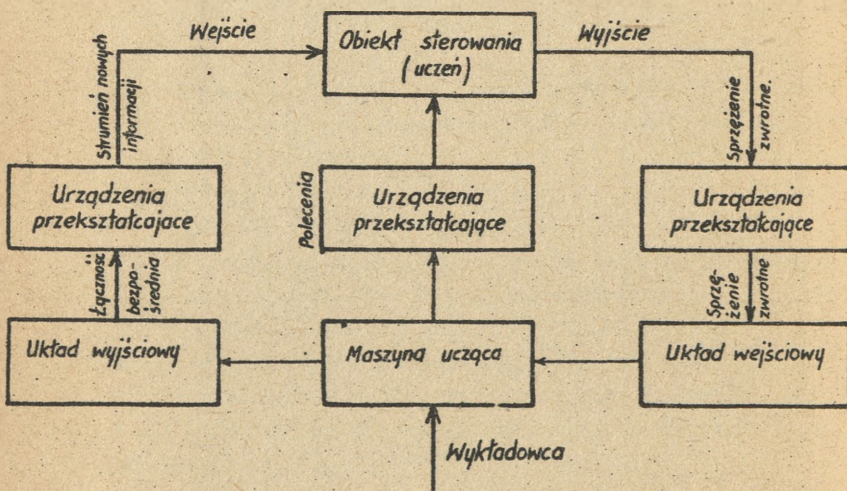 Wejście
Obiekt sterowania
(uczeń)
Wyjście
Strumień nowych
informacji
Sprzężenie
zwrotne.
Urządzenia
przekształcajace
Polecenia
Urządzenia
przekształcające
Urządzenia
przekształcające
Łączność
bezpo-
średnia
Sprzę-
żenie
zwrotne
Układ wyjściowy
Maszyna ucząca
Układ wejściowy
Wykładowca